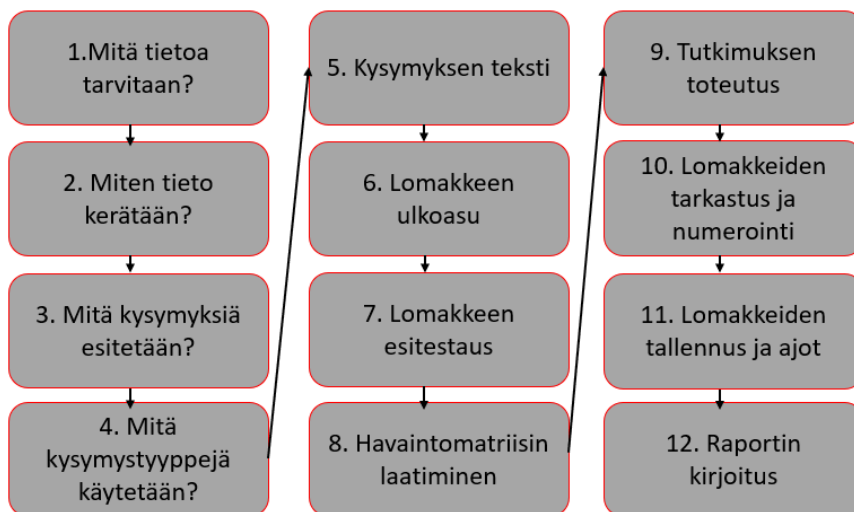 1.Mitä tietoa
tarvitaan?
2. Miten tieto
kerätään?
3. Mitä kysymyksiä
esitetään?
4. Mitä
kysymystyyppejä
käytetään?
5. Kysymyksen teksti
6. Lomakkeen
ulkoasu
7. Lomakkeen
esitestaus
8. Havaintomatriisin
laatiminen
9. Tutkimuksen
toteutus
10. Lomakkeiden
tarkastus ja
numerointi
11. Lomakkeiden
tallennus ja ajot
12. Raportin
kirjoitus